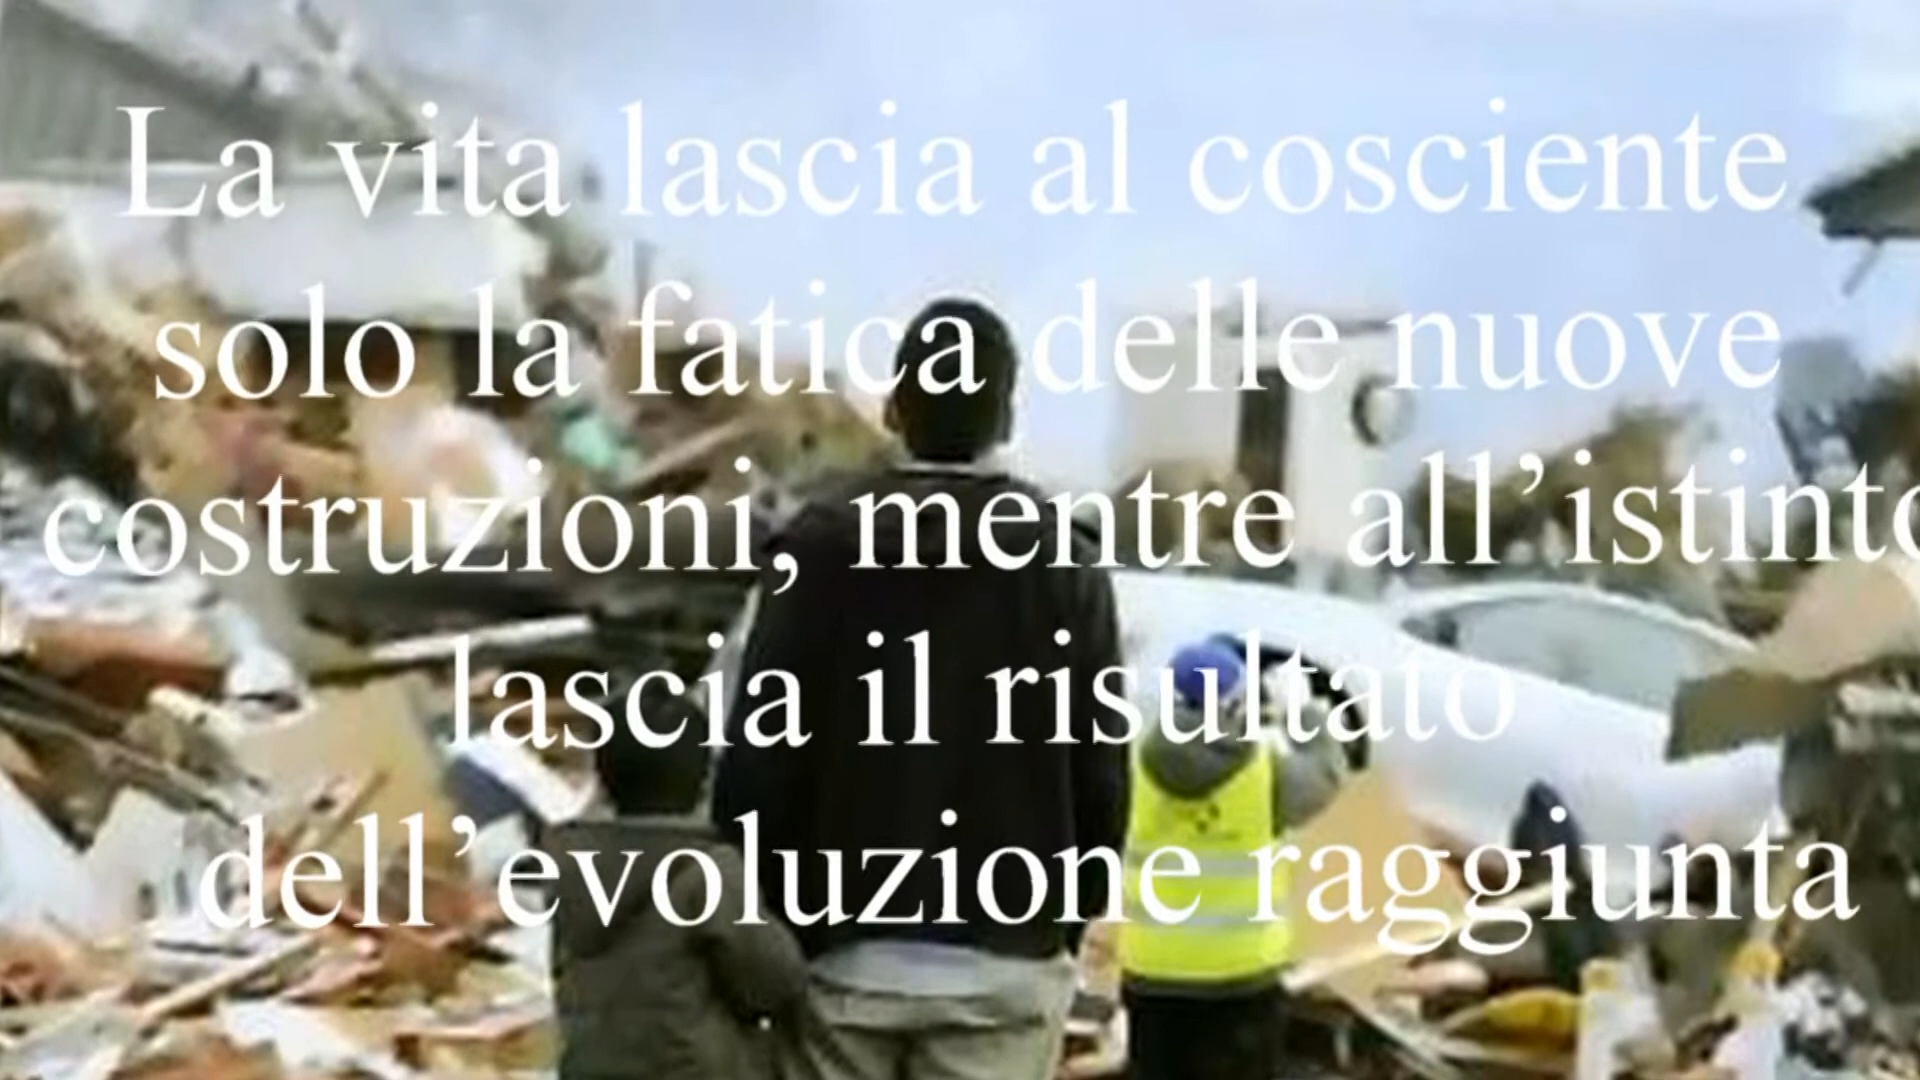 La vita lascia al cosciente
solo la fatica delle nuove
costruzioni, mentre all’istinto
lascia il risultato
dell’evoluzione raggiunta